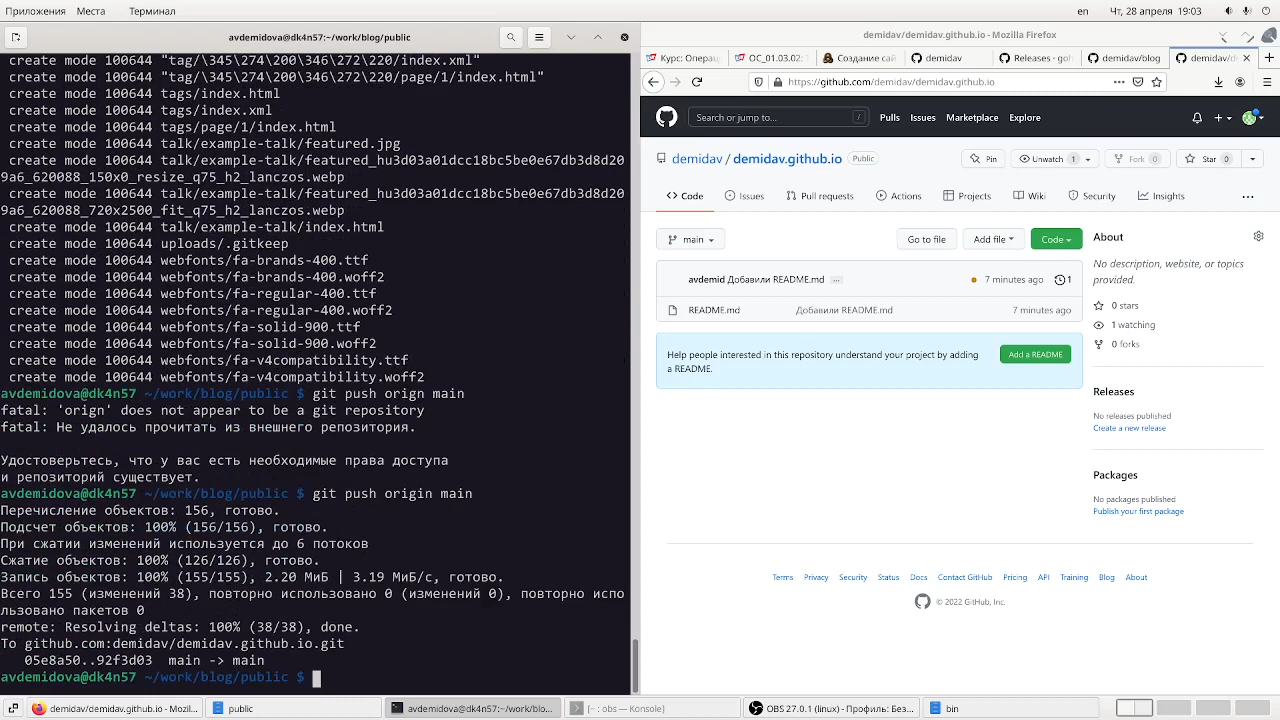 Приложения Места Терминал en Чт, 28 апреля 19:03
avdemidova@dk4n57:~/work/blog/public
create mode 100644 "tag/\345\274\200\346\272\220/index.xml"
create mode 100644 "tag/\345\274\200\346\272\220/page/1/index.html"
create mode 100644 tags/index.html
create mode 100644 tags/index.xml
create mode 100644 tags/page/1/index.html
create mode 100644 talk/example-talk/featured.jpg
create mode 100644 talk/example-talk/featured_hu3d03a01dcc18bc5be0e67db3d8d20
9a6_620088_150x0_resize_q75_h2_lanczos.webp
create mode 100644 talk/example-talk/featured_hu3d03a01dcc18bc5be0e67db3d8d20
9a6_620088_720x2500_fit_q75_h2_lanczos.webp
create mode 100644 talk/example-talk/index.html
create mode 100644 uploads/.gitkeep
create mode 100644 webfonts/fa-brands-400.ttf
create mode 100644 webfonts/fa-brands-400.woff2
create mode 100644 webfonts/fa-regular-400.ttf
create mode 100644 webfonts/fa-regular-400.woff2
create mode 100644 webfonts/fa-solid-900.ttf
create mode 100644 webfonts/fa-solid-900.woff2
create mode 100644 webfonts/fa-v4compatibility.ttf
create mode 100644 webfonts/fa-v4compatibility.woff2
avdemidova@dk4n57 ~/work/blog/public $ git push orign main
fatal: 'orign' does not appear to be a git repository
fatal: Не удалось прочитать из внешнего репозитория.
Удостоверьтесь, что у вас есть необходимые права доступа
и репозиторий существует.
avdemidova@dk4n57 ~/work/blog/public $ git push origin main
Перечисление объектов: 156, готово.
Подсчет объектов: 100% (156/156), готово.
При сжатии изменений используется до 6 потоков
Сжатие объектов: 100% (126/126), готово.
Запись объектов: 100% (155/155), 2.20 МиБ | 3.19 МиБ/с, готово.
Всего 155 (изменений 38), повторно использовано 0 (изменений 0), повторно испо
льзовано пакетов 0
remote: Resolving deltas: 100% (38/38), done.
To github.com:demidav/demidav.github.io.git
05e8a50..92f3d03 main -> main
avdemidova@dk4n57 ~/work/blog/public $
demidav/demidav.github.io - Mozilla Firefox
Курс: Операц ОС_01.03.02: Создание сай demidav Releases · goh demidav/blog demidav/de
https://github.com/demidav/demidav.github.io
Search or jump to... / Pulls Issues Marketplace Explore
demidav / demidav.github.io Public Pin Unwatch 1 Fork 0 Star 0
Code Issues Pull requests Actions Projects Wiki Security Insights
main Go to file Add file Code
avdemid Добавили README.md ... 7 minutes ago 1
README.md Добавили README.md 7 minutes ago
Help people interested in this repository understand your project by adding
a README.
Add a README
About
No description, website, or topics
provided.
0 stars
1 watching
0 forks
Releases
No releases published
Create a new release
Packages
No packages published
Publish your first package
Terms Privacy Security Status Docs Contact GitHub Pricing API Training Blog About
© 2022 GitHub, Inc.
demidav/demidav.github.io - Mozil... public avdemidova@dk4n57:~/work/blo... [~ : obs — Konsole] OBS 27.0.1 (linux) - Профиль: Без... bin